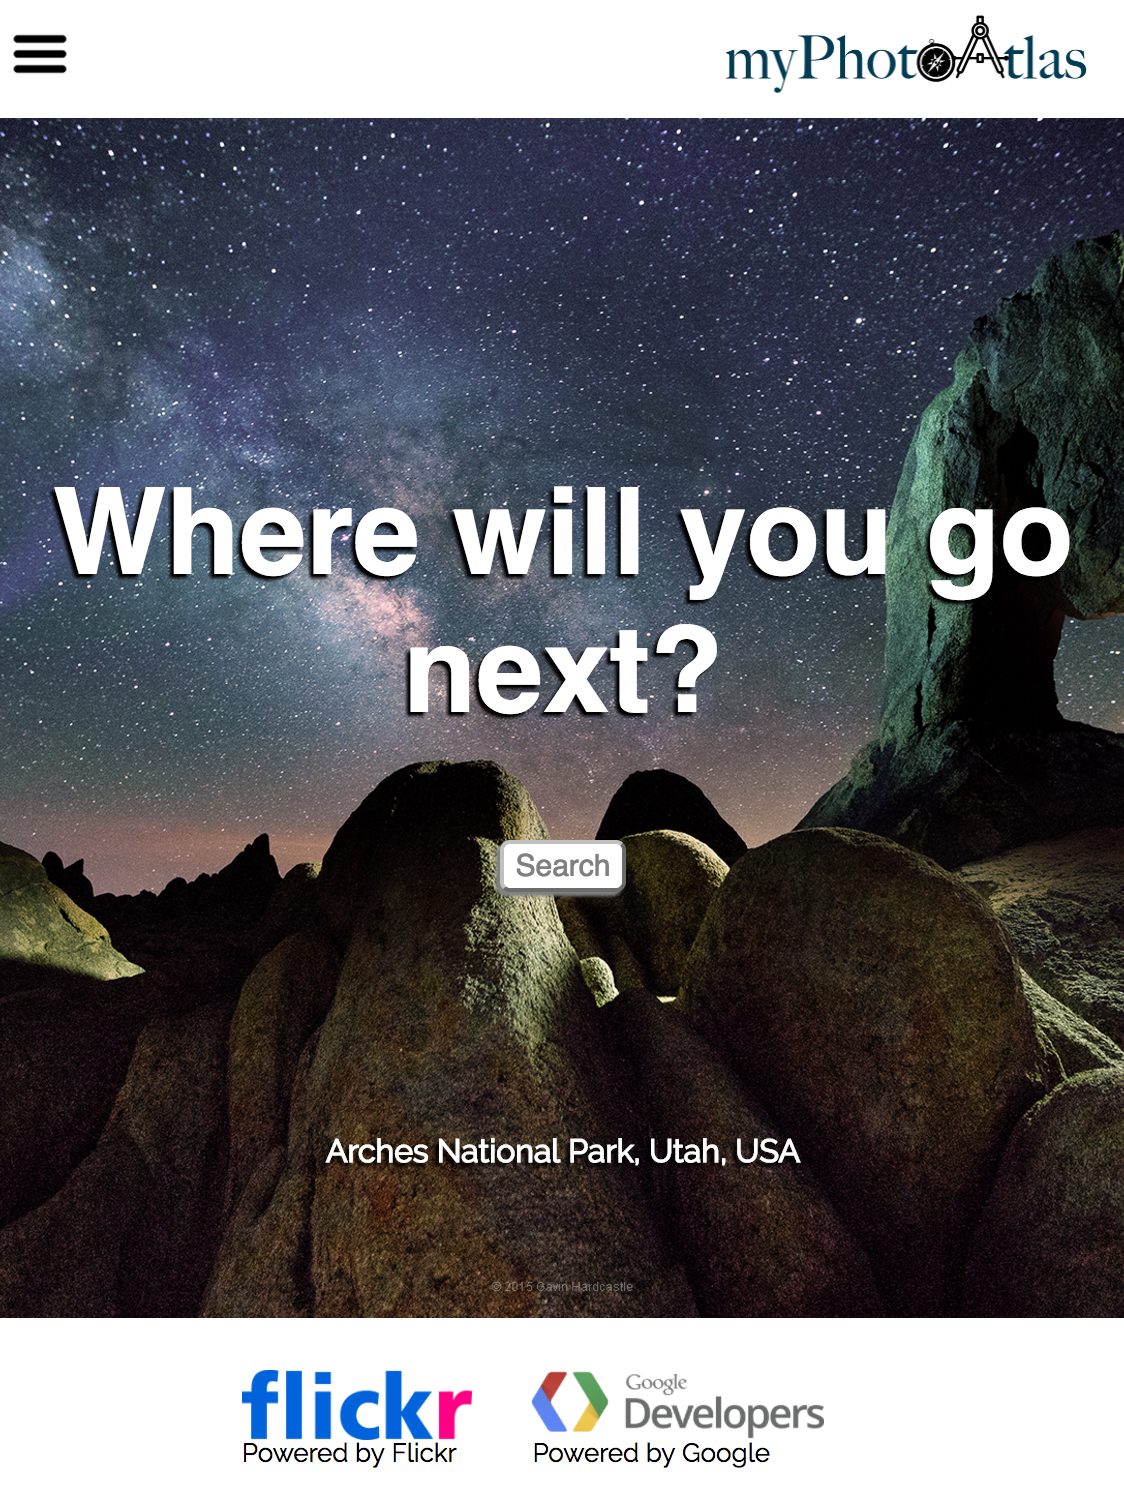 myPhotoAtlas
Where will you go
next?
Search
Arches National Park, Utah, USA
© 2015 Gavin Hardcastle
flickr
Powered by Flickr
Google
Developers
Powered by Google